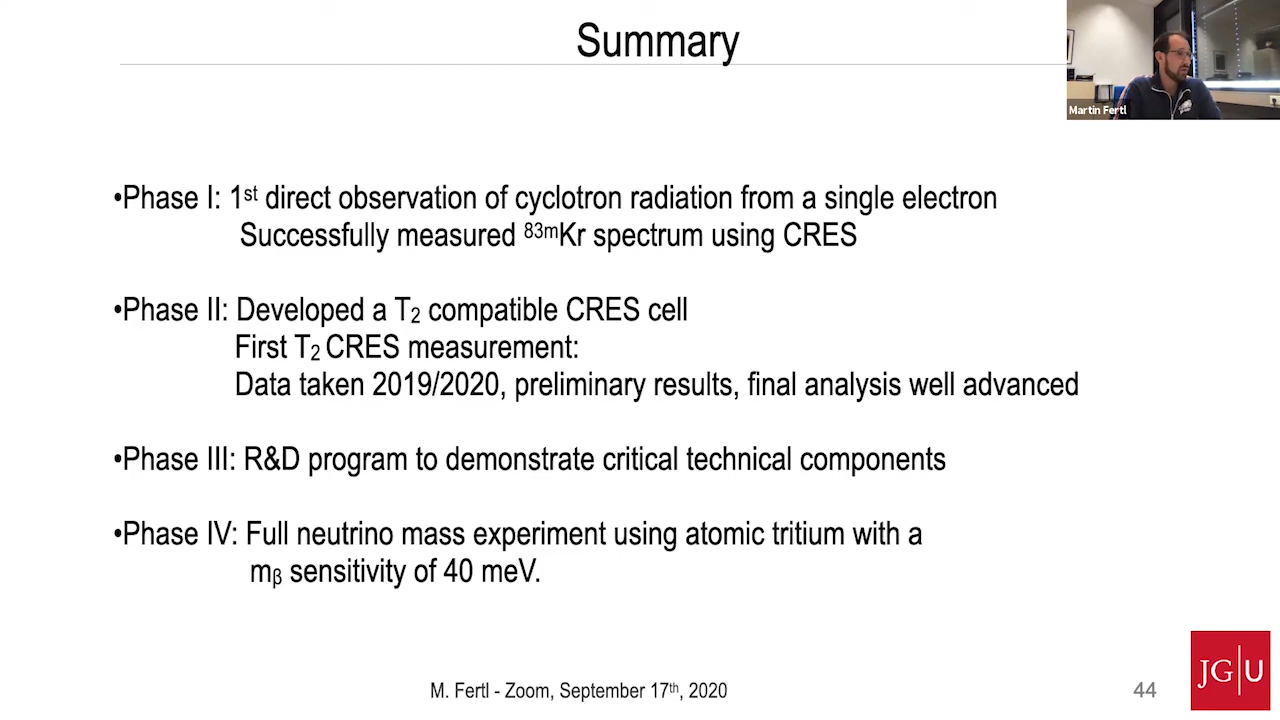 Summary
Martin Fertl
•Phase I: 1st direct observation of cyclotron radiation from a single electron
Successfully measured 83mKr spectrum using CRES
•Phase II: Developed a T2 compatible CRES cell
First T2 CRES measurement:
Data taken 2019/2020, preliminary results, final analysis well advanced
•Phase III: R&D program to demonstrate critical technical components
•Phase IV: Full neutrino mass experiment using atomic tritium with a
mβ sensitivity of 40 meV.
M. Fertl - Zoom, September 17th, 2020
44
JG|U